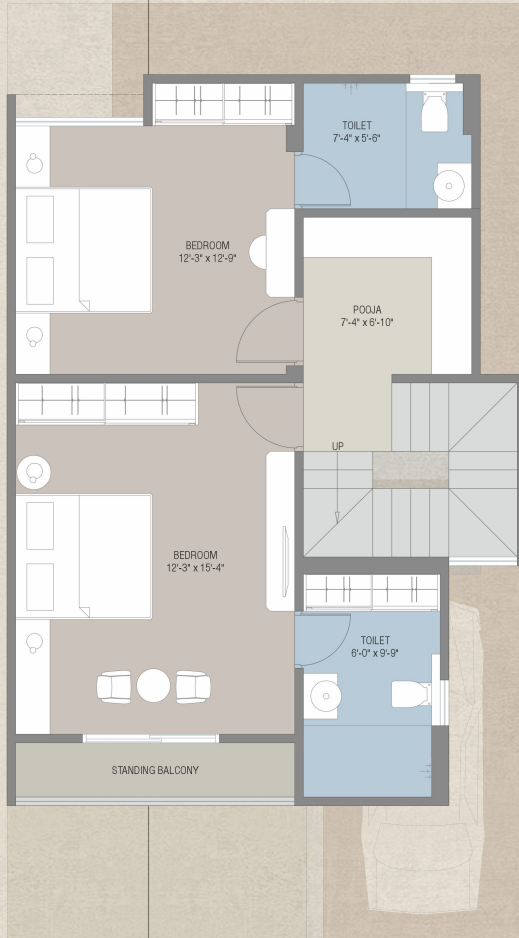 TOILET
7'-4" x 5'-6"
BEDROOM
12'-3" x 12'-9"
POOJA
7'-4" x 6'-10"
UP
BEDROOM
12'-3" x 15'-4"
TOILET
6'-0" x 9'-9"
STANDING BALCONY